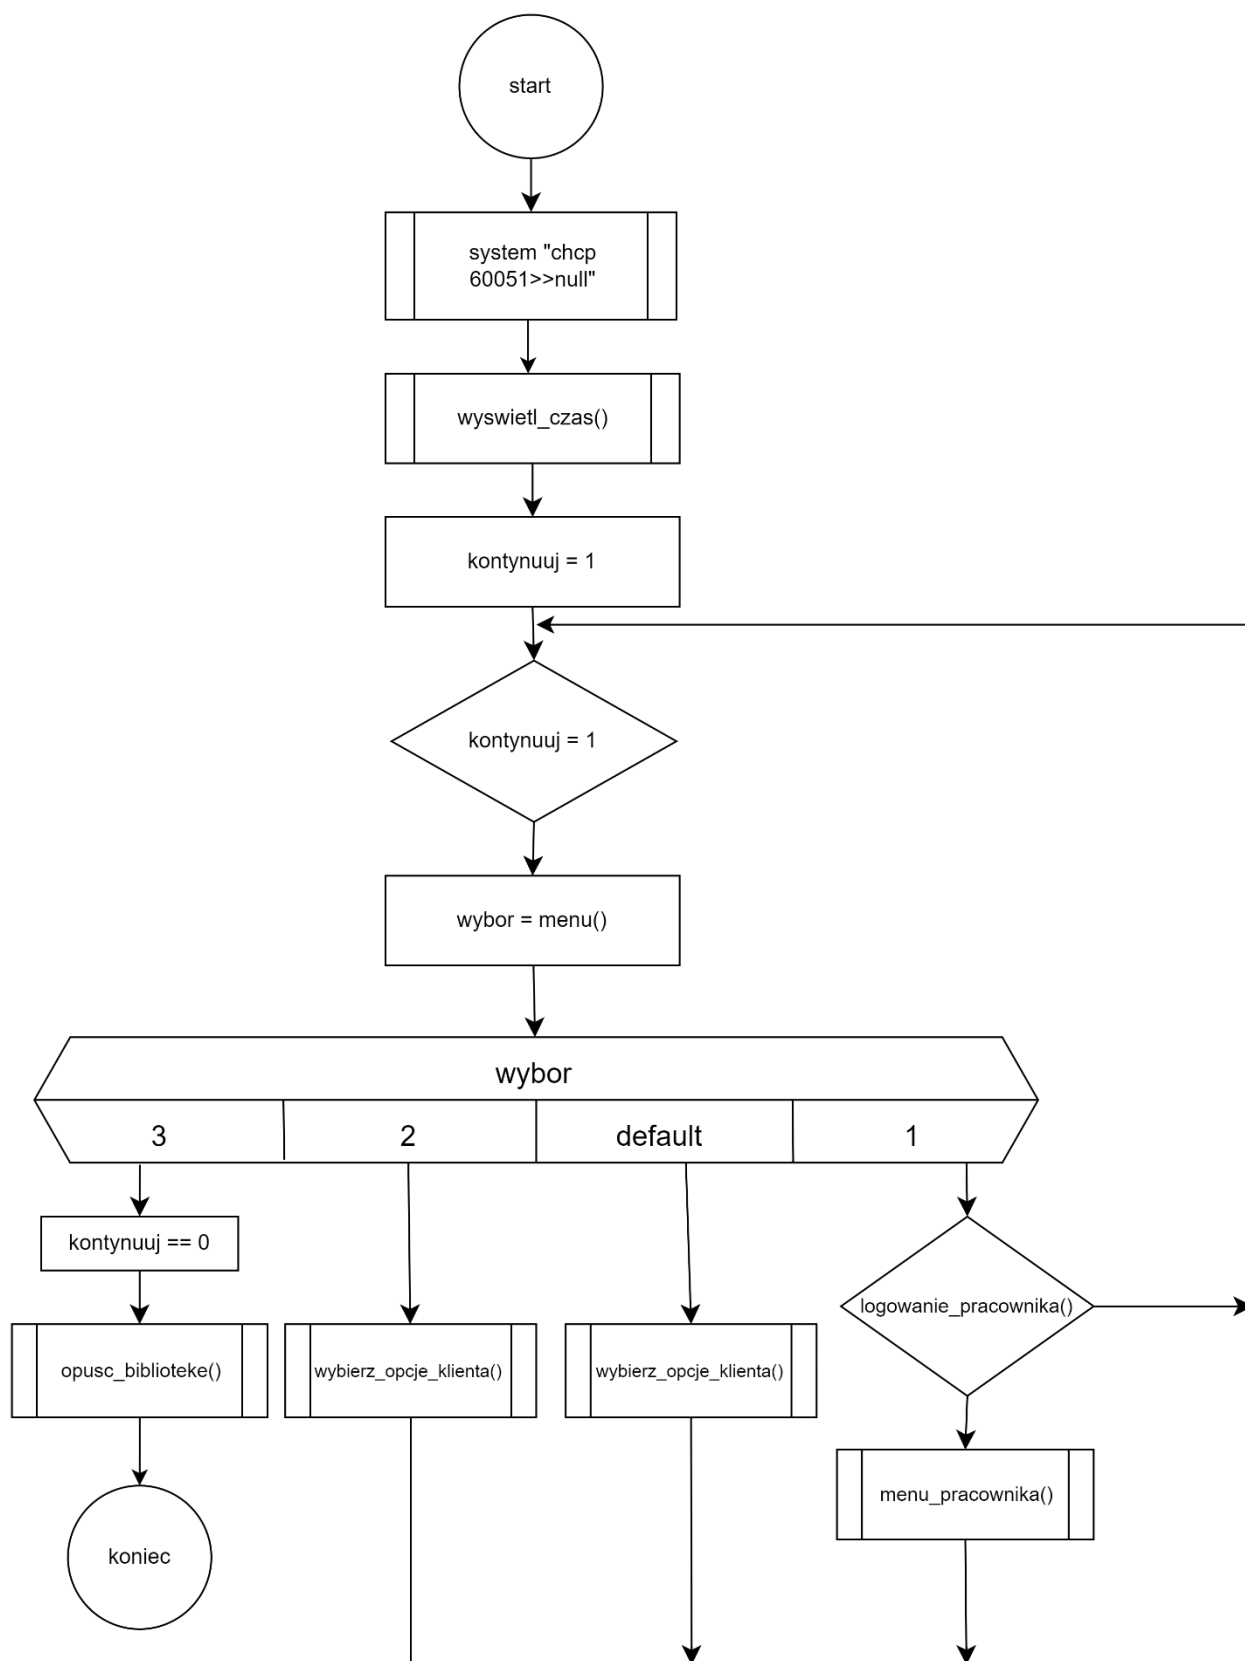 start
system "chcp
60051>>null"
wyswietl_czas()
kontynuuj = 1
kontynuuj = 1
wybor = menu()
wybor
3
2
default
1
kontynuuj == 0
logowanie_pracownika()
opusc_biblioteke()
wybierz_opcje_klienta()
wybierz_opcje_klienta()
menu_pracownika()
koniec